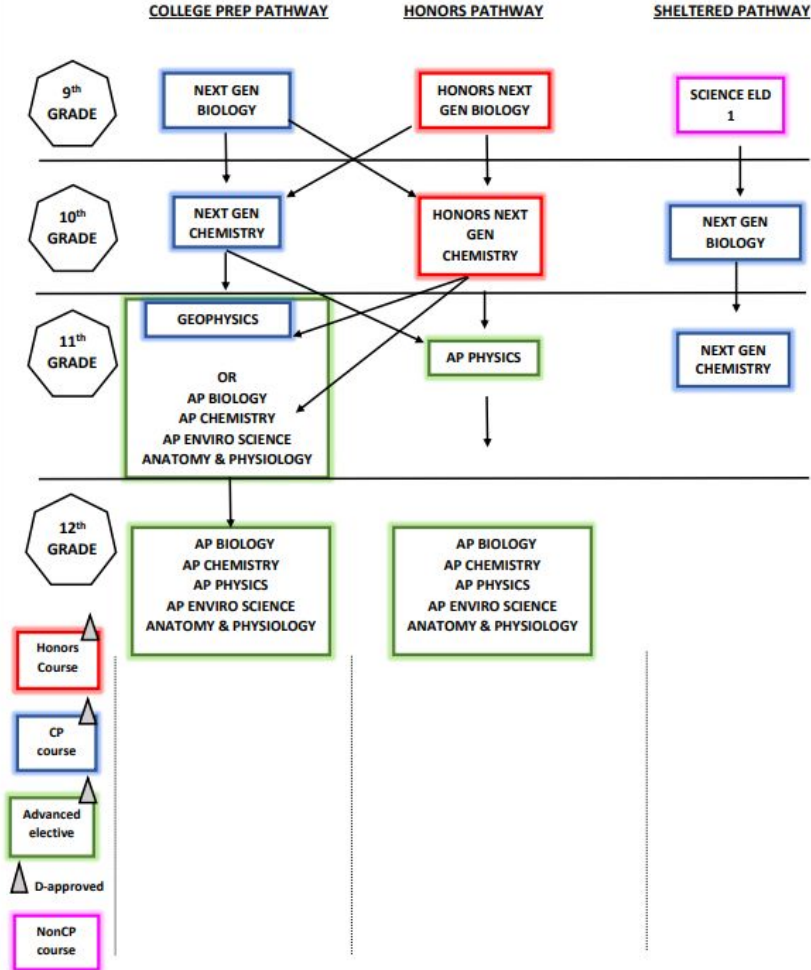 COLLEGE PREP PATHWAY
HONORS PATHWAY
SHELTERED PATHWAY
9th
GRADE
NEXT GEN
BIOLOGY
HONORS NEXT
GEN BIOLOGY
SCIENCE ELD
1
10th
GRADE
NEXT GEN
CHEMISTRY
HONORS NEXT
GEN
CHEMISTRY
NEXT GEN
BIOLOGY
11th
GRADE
GEOPHYSICS
OR
AP BIOLOGY
AP CHEMISTRY
AP ENVIRO SCIENCE
ANATOMY & PHYSIOLOGY
AP PHYSICS
NEXT GEN
CHEMISTRY
12th
GRADE
AP BIOLOGY
AP CHEMISTRY
AP PHYSICS
AP ENVIRO SCIENCE
ANATOMY & PHYSIOLOGY
AP BIOLOGY
AP CHEMISTRY
AP PHYSICS
AP ENVIRO SCIENCE
ANATOMY & PHYSIOLOGY
Honors
Course
CP
course
Advanced
elective
D-approved
NonCP
course